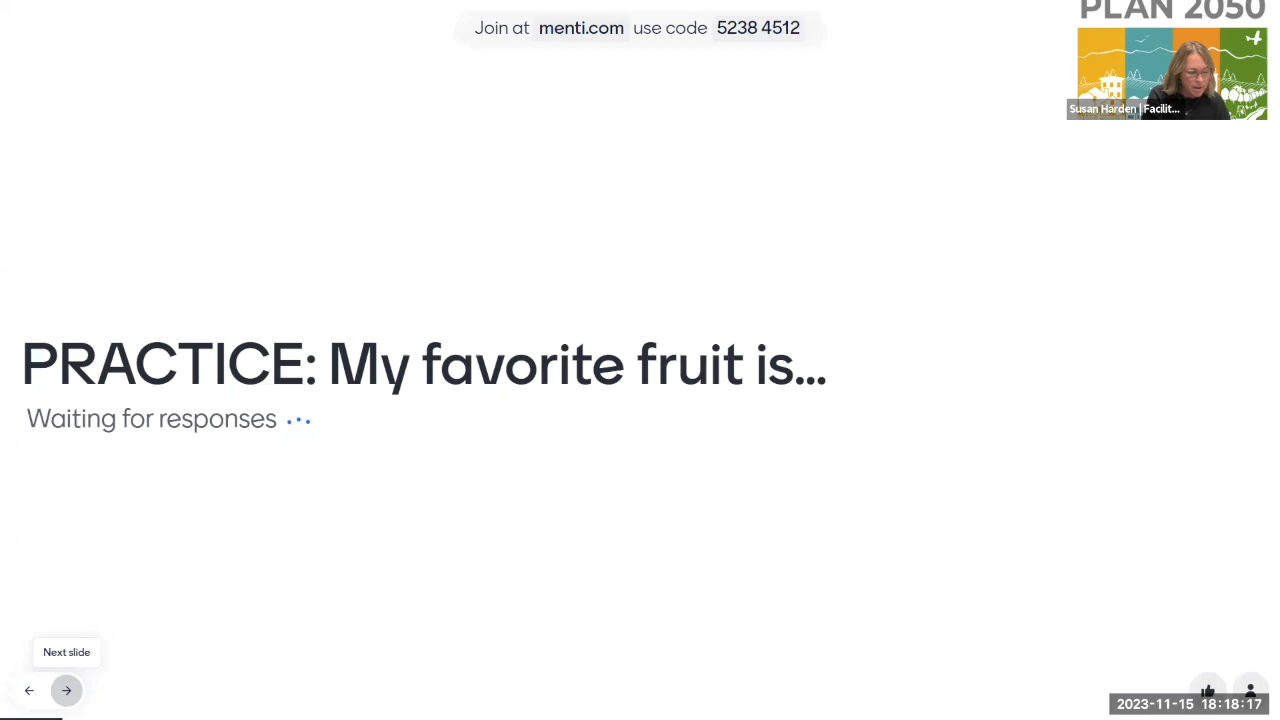 Join at menti.com use code 5238 4512
PLAN 2050
Susan Harden | Facilit...
PRACTICE: My favorite fruit is...
Waiting for responses
Next slide
2023-11-15 18:18:17